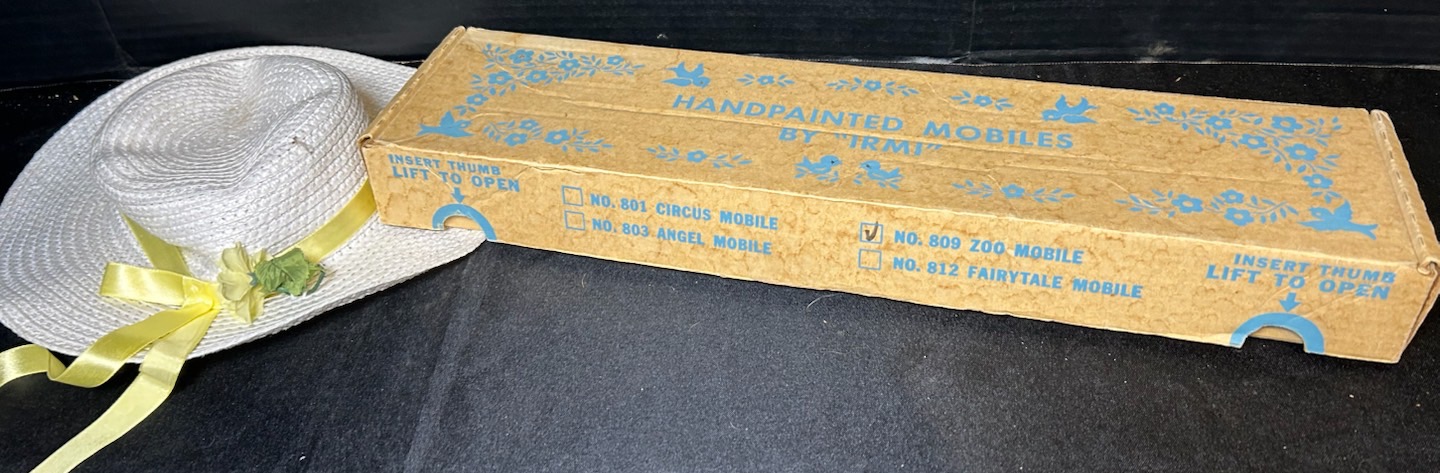 HANDPAINTED MOBILES
BY "IRMI"
INSERT THUMB
LIFT TO OPEN
NO. 801 CIRCUS MOBILE
NO. 803 ANGEL MOBILE
NO. 809 ZOO MOBILE
NO. 812 FAIRYTALE MOBILE
INSERT THUMB
LIFT TO OPEN